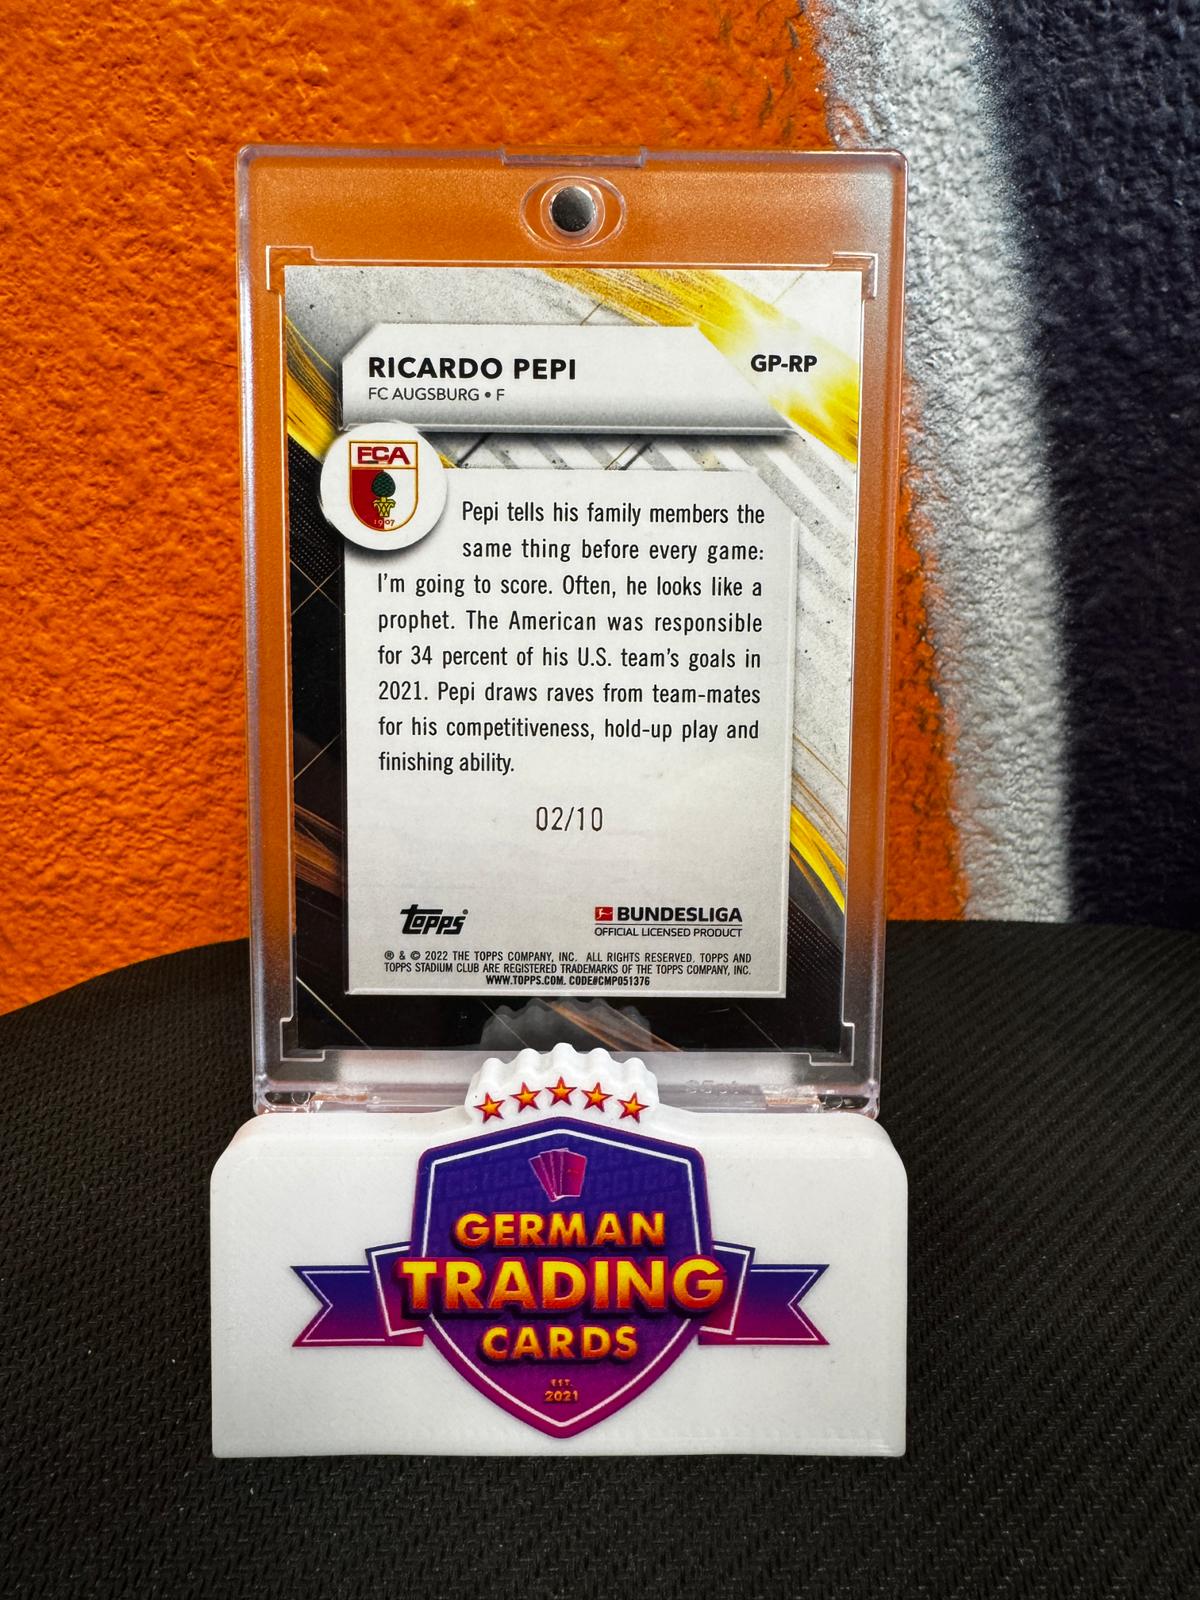 RICARDO PEPI
GP-RP
FC AUGSBURG • F
FCA
1907
Pepi tells his family members the
same thing before every game:
I'm going to score. Often, he looks like a
prophet. The American was responsible
for 34 percent of his U.S. team's goals in
2021. Pepi draws raves from team-mates
for his competitiveness, hold-up play and
finishing ability.
02/10
topps®
BUNDESLIGA
OFFICIAL LICENSED PRODUCT
® & © 2022 THE TOPPS COMPANY, INC. ALL RIGHTS RESERVED. TOPPS AND
TOPPS STADIUM CLUB ARE REGISTERED TRADEMARKS OF THE TOPPS COMPANY, INC.
WWW.TOPPS.COM. CODE#CMP051376
GERMAN
TRADING
CARDS
EST.
2021